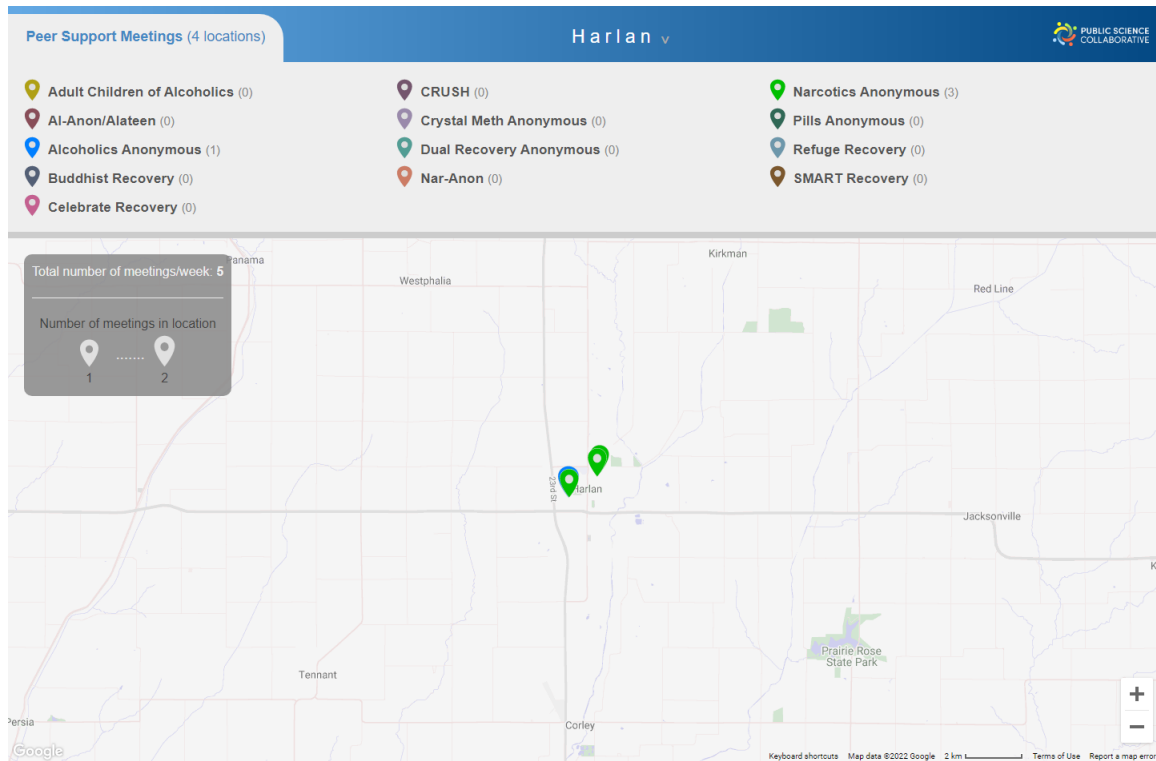 Peer Support Meetings (4 locations)
Harlan v
PUBLIC SCIENCE
COLLABORATIVE
Adult Children of Alcoholics (0)
Al-Anon/Alateen (0)
Alcoholics Anonymous (1)
Buddhist Recovery (0)
Celebrate Recovery (0)
CRUSH (0)
Crystal Meth Anonymous (0)
Dual Recovery Anonymous (0)
Nar-Anon (0)
Narcotics Anonymous (3)
Pills Anonymous (0)
Refuge Recovery (0)
SMART Recovery (0)
Total number of meetings/week: 5
Number of meetings in location
1 ....... 2
Panama
Westphalia
Kirkman
Red Line
23rd St
Harlan
Jacksonville
K
Prairie Rose
State Park
Tennant
Persia
Corley
Google
+
−
Keyboard shortcuts Map data ©2022 Google 2 km Terms of Use Report a map error